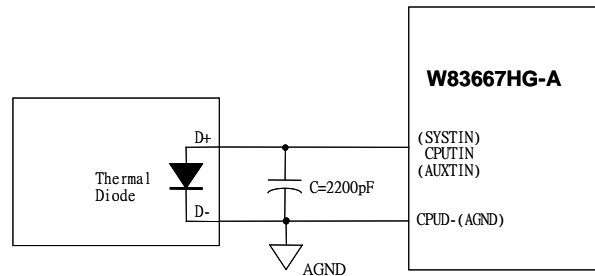 W83667HG-A
D+
(SYSTIN)
CPUTIN
(AUXTIN)
Thermal
Diode
C=2200pF
D-
CPUD-(AGND)
AGND